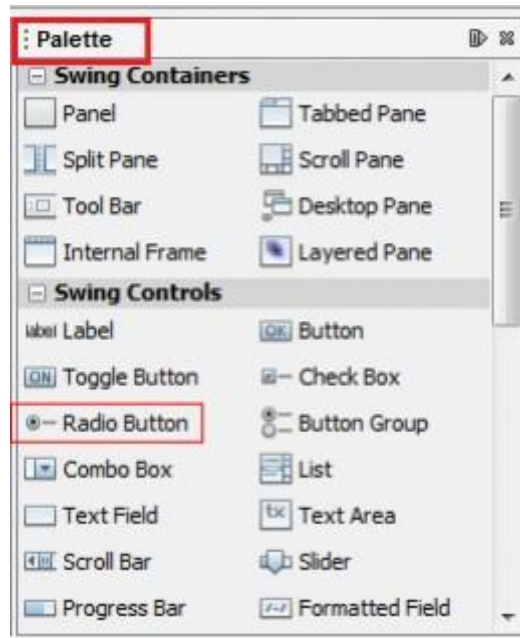 Palette
Swing Containers
Panel Tabbed Pane
Split Pane Scroll Pane
Tool Bar Desktop Pane
Internal Frame Layered Pane
Swing Controls
label Label OK Button
ON Toggle Button Check Box
Radio Button Button Group
Combo Box List
Text Field tx Text Area
Scroll Bar Slider
Progress Bar Formatted Field